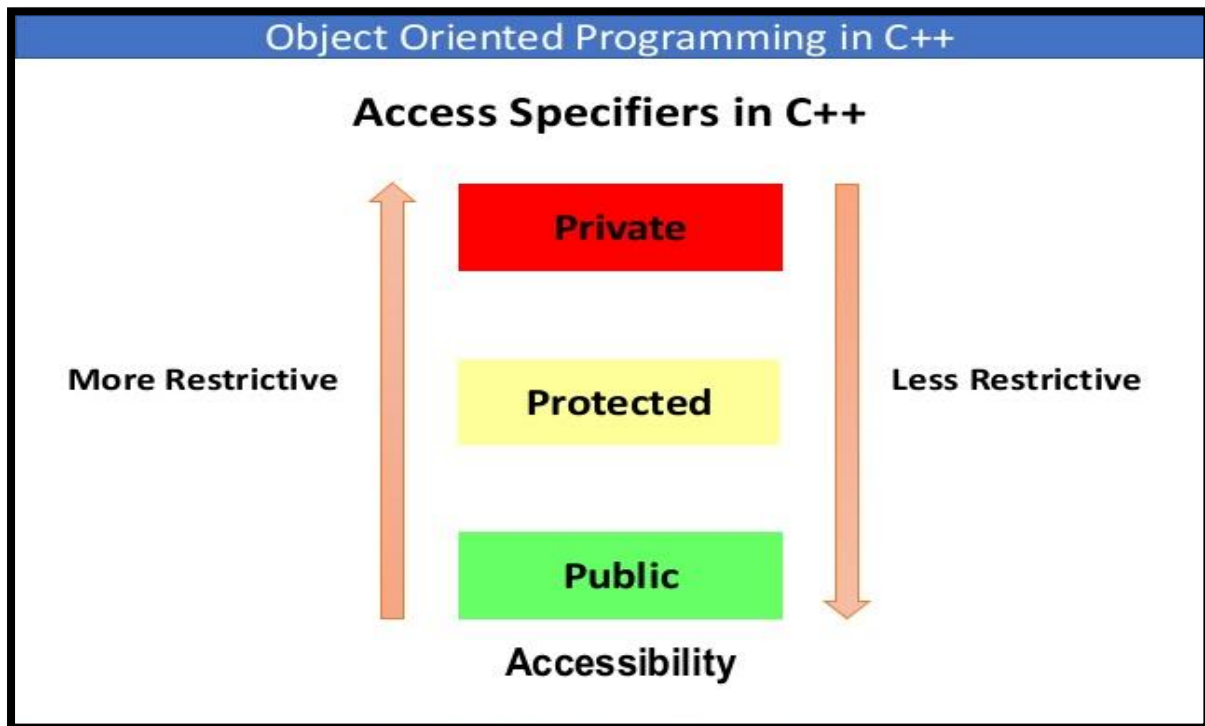 Object Oriented Programming in C++
Access Specifiers in C++
Private
More Restrictive
Protected
Less Restrictive
Public
Accessibility